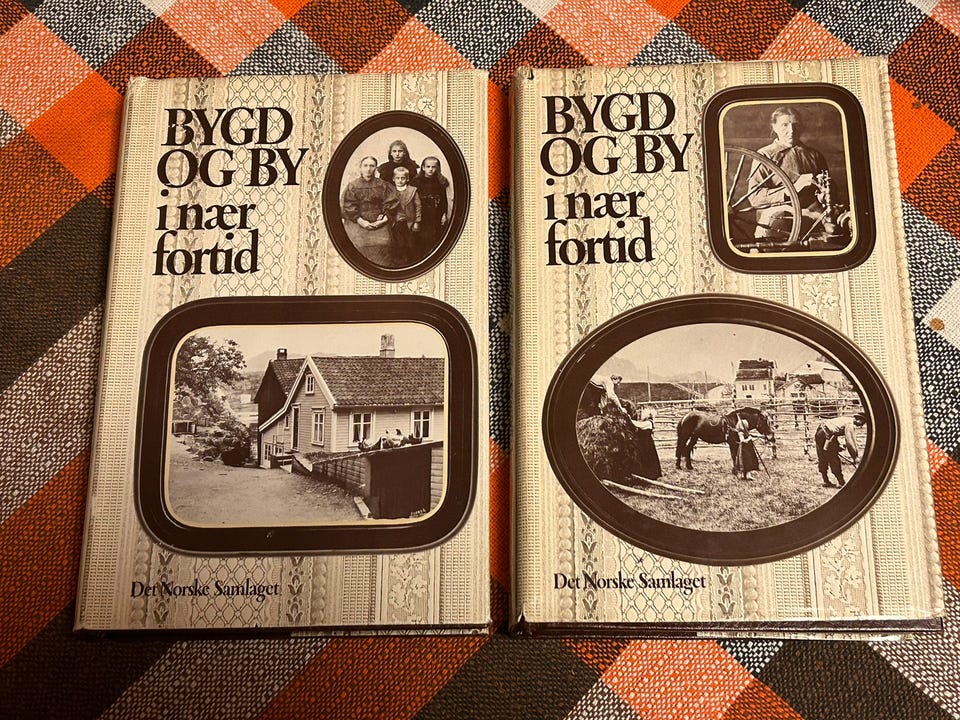 BYGD
OG BY
i nær
fortid
Det Norske Samlaget
BYGD
OG BY
i nær
fortid
Det Norske Samlaget